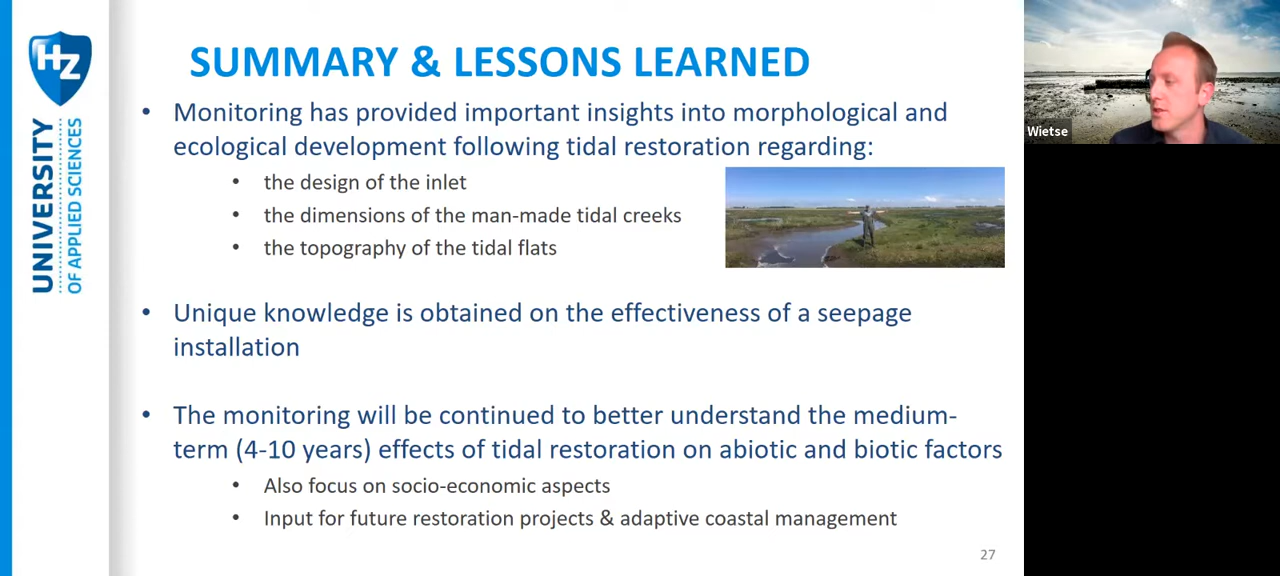 HZ
UNIVERSITY
OF APPLIED SCIENCES
SUMMARY & LESSONS LEARNED
• Monitoring has provided important insights into morphological and
ecological development following tidal restoration regarding:
• the design of the inlet
• the dimensions of the man-made tidal creeks
• the topography of the tidal flats
• Unique knowledge is obtained on the effectiveness of a seepage
installation
• The monitoring will be continued to better understand the medium-
term (4-10 years) effects of tidal restoration on abiotic and biotic factors
• Also focus on socio-economic aspects
• Input for future restoration projects & adaptive coastal management
27
Wietse